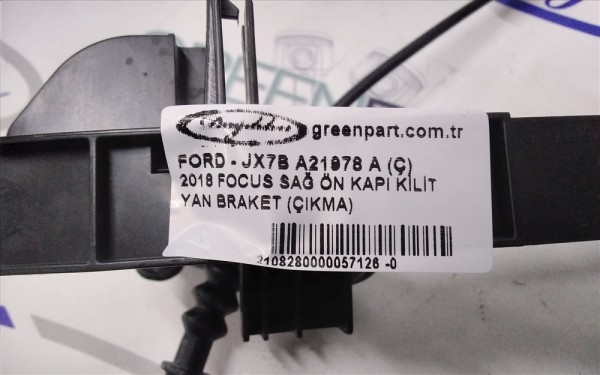 greenpart.com.tr
FORD - JX7B A21978 A (Ç)
2018 FOCUS SAĞ ÖN KAPI KİLİT
YAN BRAKET (ÇIKMA)
2108280000057126 -0